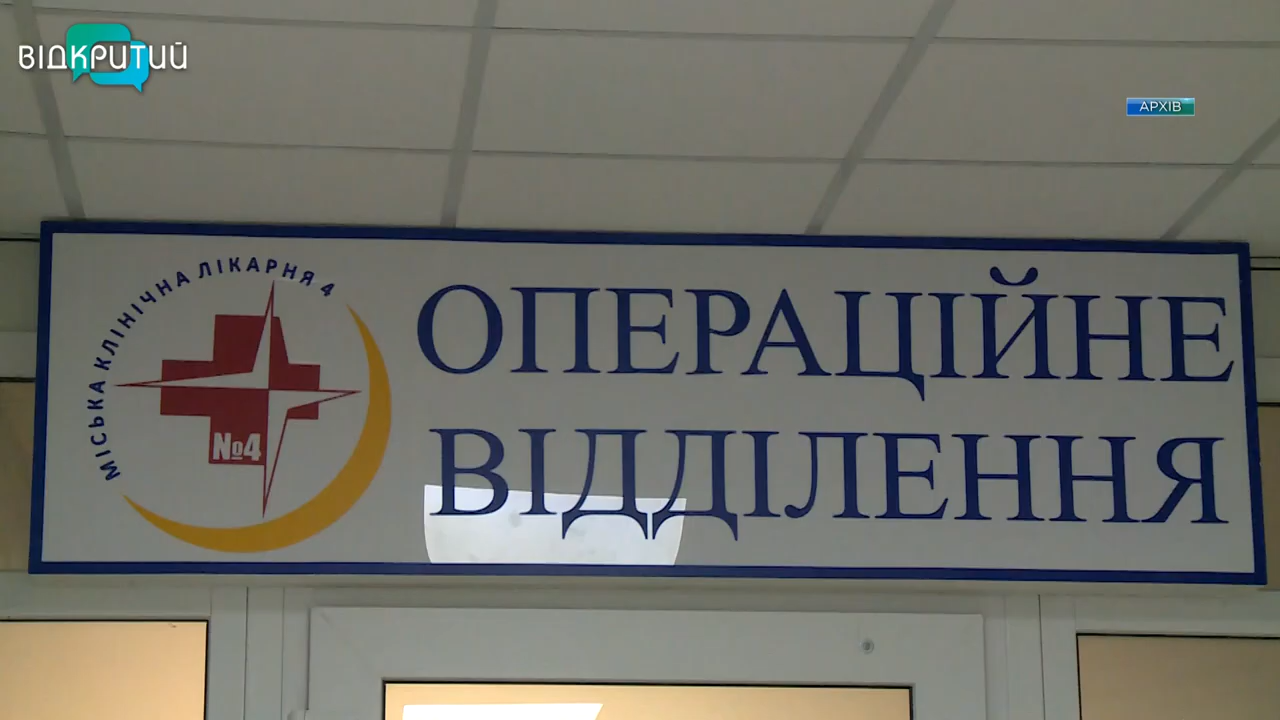 ВІДКРИТИЙ
АРХІВ
МІСЬКА КЛІНІЧНА ЛІКАРНЯ 4
№4
ОПЕРАЦІЙНЕ
ВІДДІЛЕННЯ